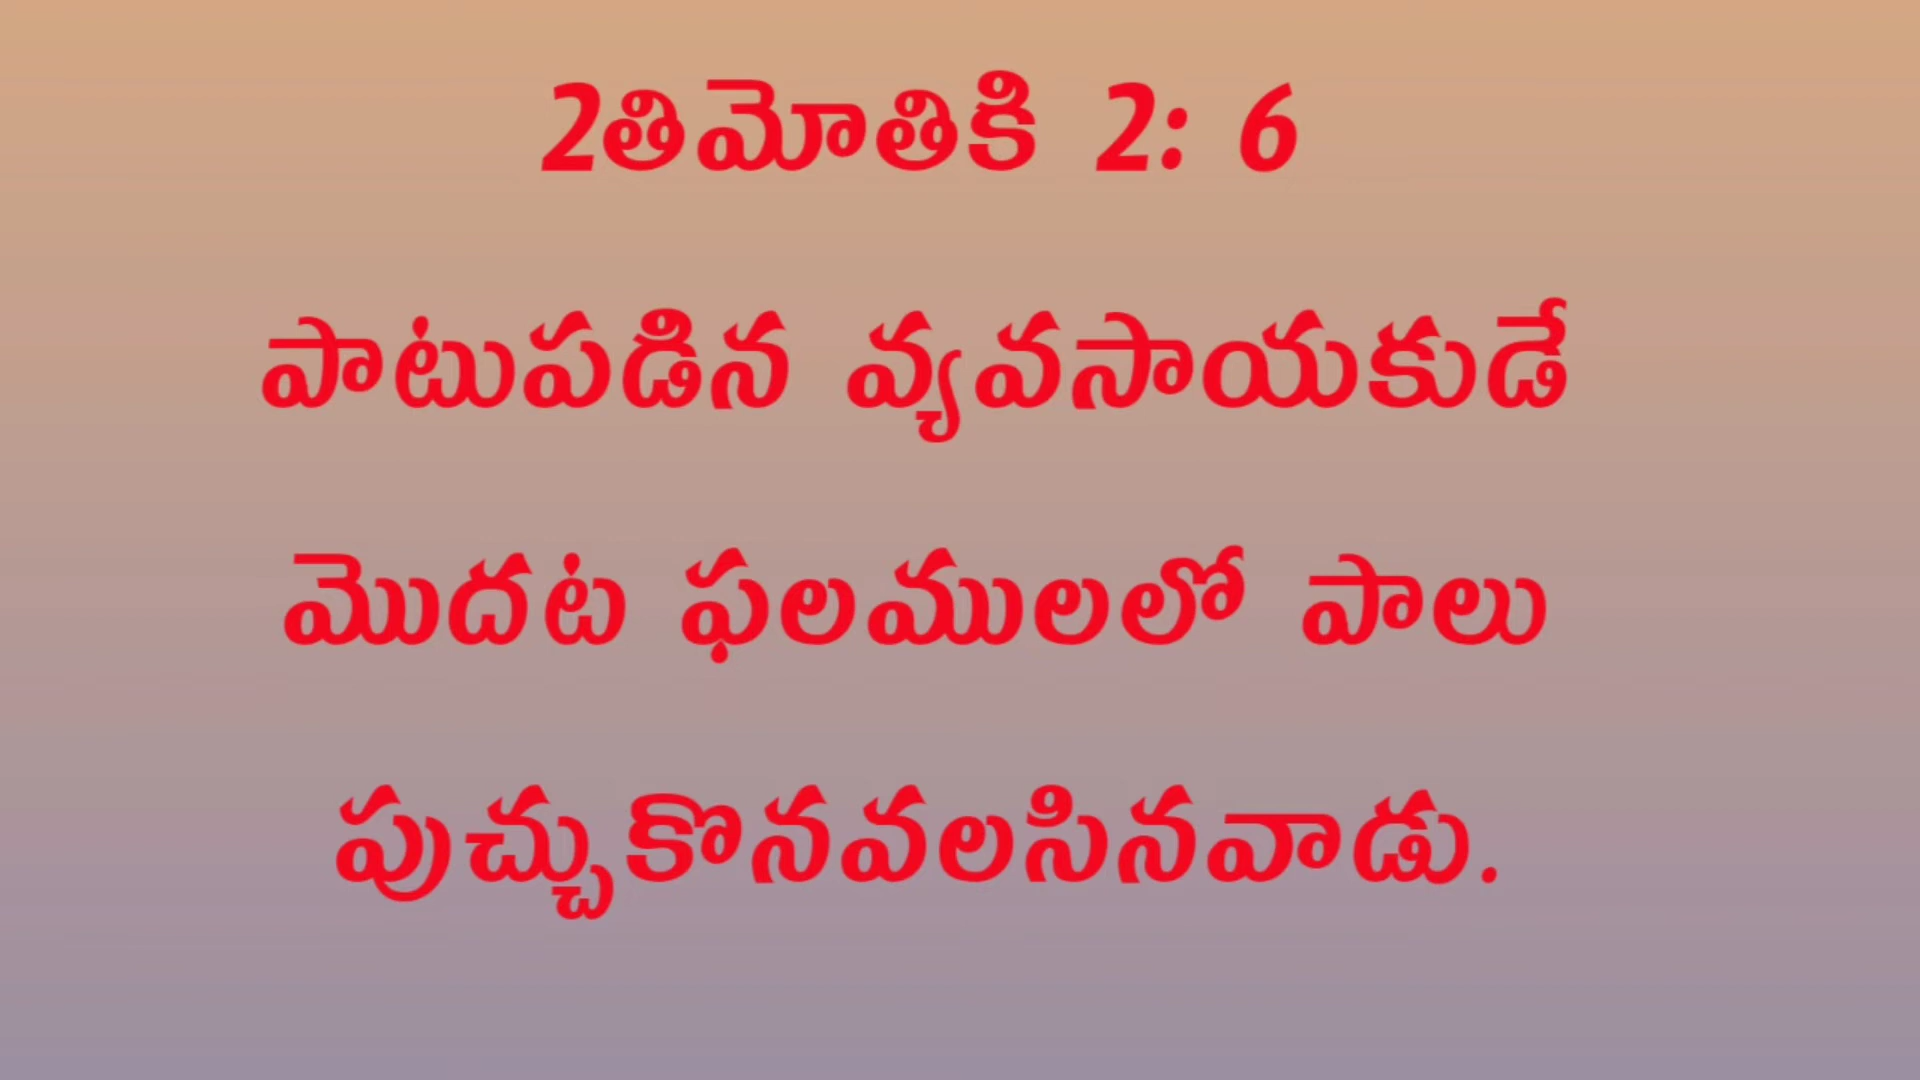 2తిమోతికి 2: 6
పాటుపడిన వ్యవసాయకుడే
మొదట ఫలములలో పాలు
పుచ్చుకొనవలసినవాడు.